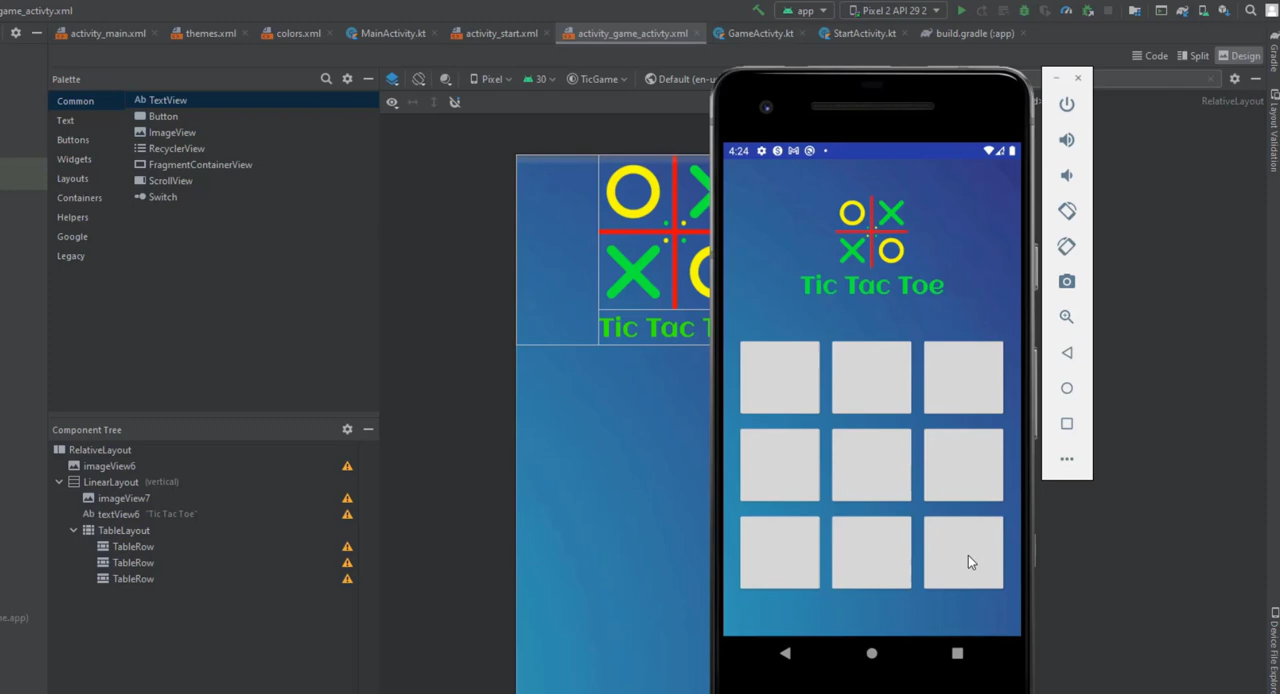 game_activty.xml
app
Pixel 2 API 29 2
activity_main.xml
themes.xml
colors.xml
MainActivity.kt
activity_start.xml
activity_game_activty.xml
GameActivity.kt
StartActivity.kt
build.gradle (:app)
Code
Split
Design
Gradle
Palette
Pixel
30
TicGame
Default (en-u
RelativeLayout
Layout Validation
Common
Ab TextView
Text
Button
Buttons
ImageView
Widgets
RecyclerView
Layouts
FragmentContainerView
Containers
ScrollView
Helpers
Switch
Google
Legacy
Tic Tac T
4:24
Tic Tac Toe
Component Tree
RelativeLayout
imageView6
LinearLayout (vertical)
imageView7
Ab textView6 "Tic Tac Toe"
TableLayout
TableRow
TableRow
TableRow
e.app)
Device File Explo